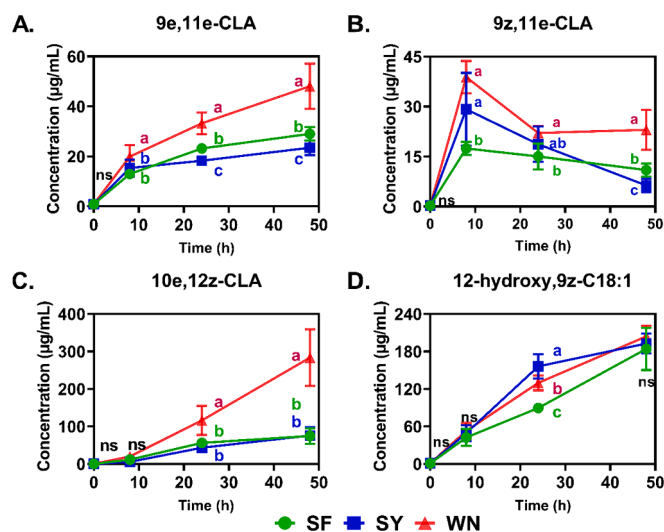 A. 9e,11e-CLA
Concentration (µg/mL)
60
40
20
0
ns
a
b
b
a
b
c
a
b
c
0 10 20 30 40 50
Time (h)
B. 9z,11e-CLA
Concentration (µg/mL)
45
30
15
0
ns
a
a
b
a
ab
b
a
b
c
0 10 20 30 40 50
Time (h)
C. 10e,12z-CLA
Concentration (µg/mL)
400
300
200
100
0
ns
ns
a
b
b
a
b
b
0 10 20 30 40 50
Time (h)
D. 12-hydroxy,9z-C18:1
Concentration (µg/mL)
240
180
120
60
0
ns
ns
a
b
c
ns
0 10 20 30 40 50
Time (h)
SF SY WN